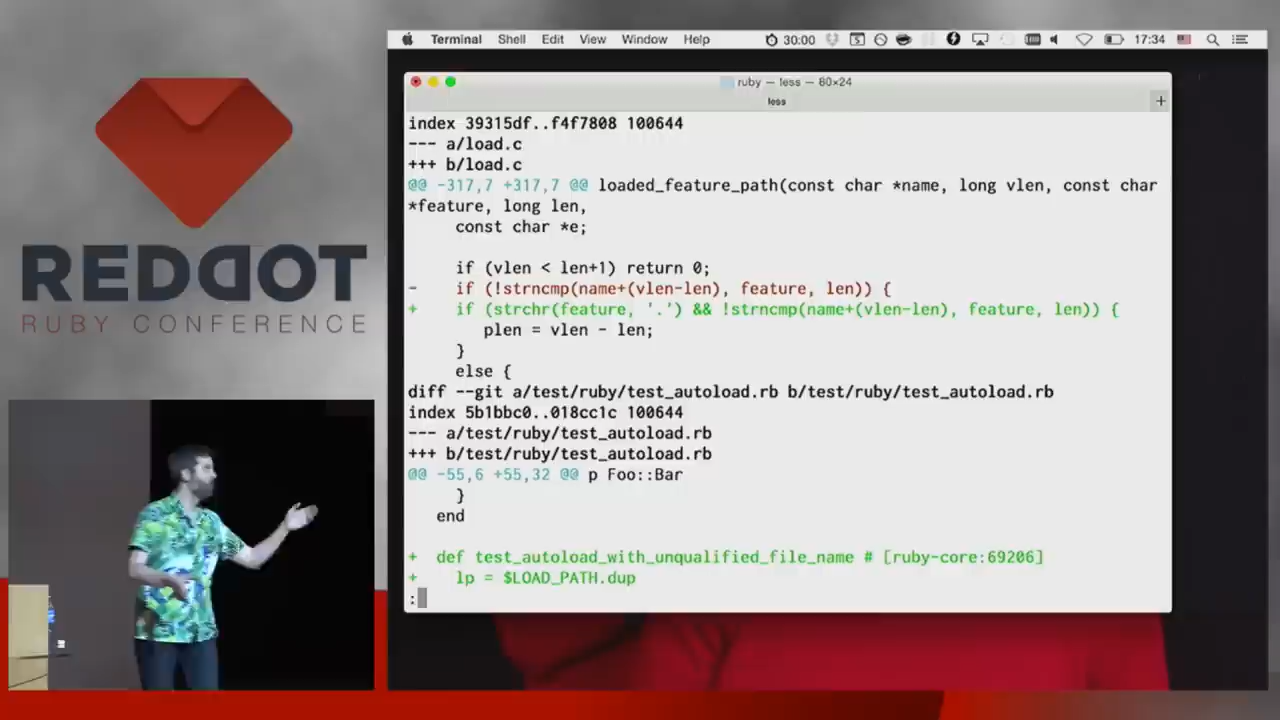 REDDOT
RUBY CONFERENCE
Terminal Shell Edit View Window Help 30:00 17:34
ruby — less — 80×24
less
+
index 39315df..f4f7808 100644
--- a/load.c
+++ b/load.c
@@ -317,7 +317,7 @@ loaded_feature_path(const char *name, long vlen, const char
*feature, long len,
const char *e;
if (vlen < len+1) return 0;
- if (!strncmp(name+(vlen-len), feature, len)) {
+ if (strchr(feature, '.') && !strncmp(name+(vlen-len), feature, len)) {
plen = vlen - len;
}
else {
diff --git a/test/ruby/test_autoload.rb b/test/ruby/test_autoload.rb
index 5b1bbc0..018cc1c 100644
--- a/test/ruby/test_autoload.rb
+++ b/test/ruby/test_autoload.rb
@@ -55,6 +55,32 @@ p Foo::Bar
}
end
+ def test_autoload_with_unqualified_file_name # [ruby-core:69206]
+ lp = $LOAD_PATH.dup
: